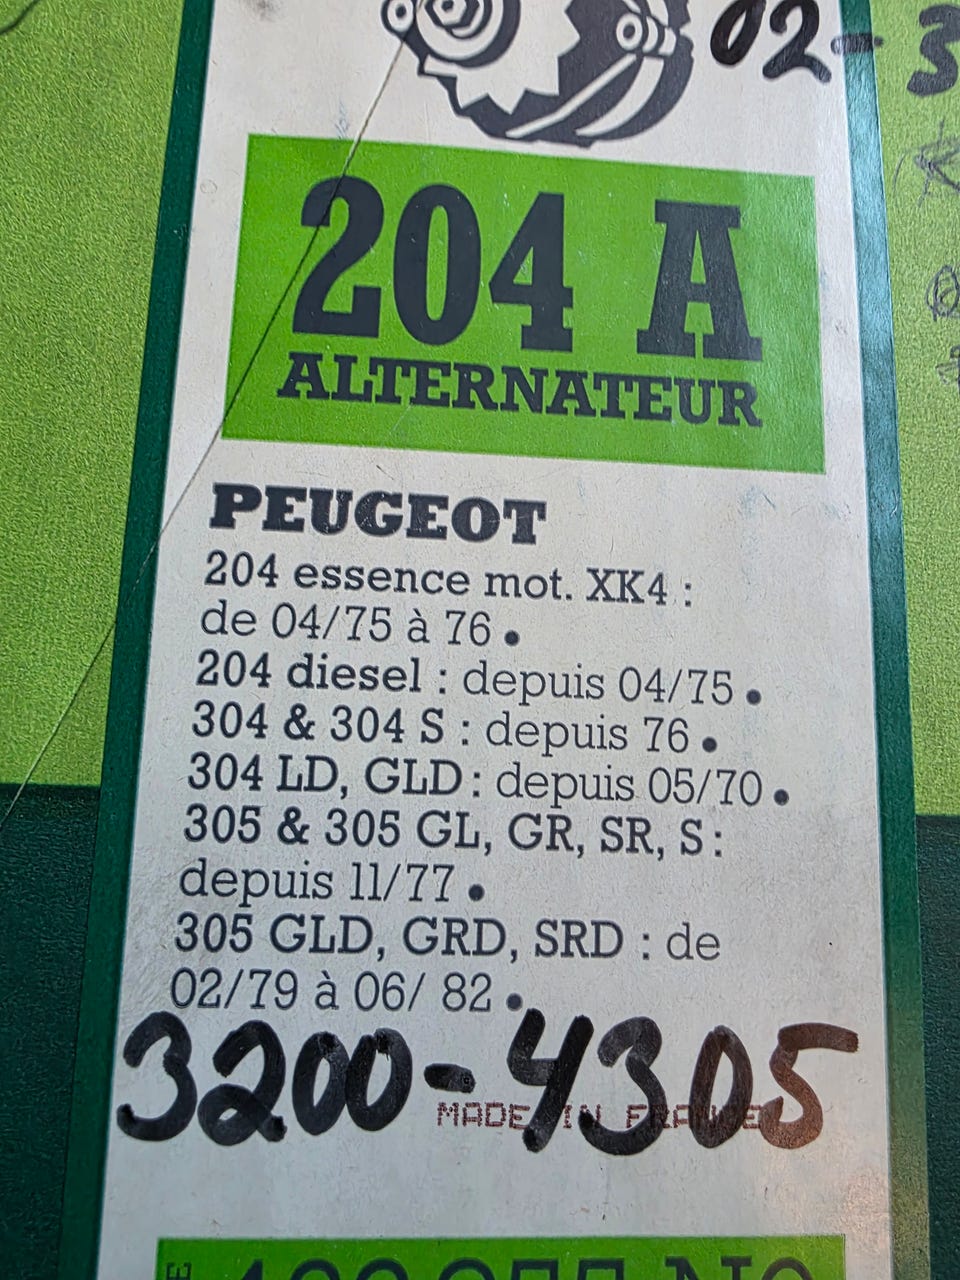 02-3
204 A
ALTERNATEUR
PEUGEOT
204 essence mot. XK4 :
de 04/75 à 76 •
204 diesel : depuis 04/75 •
304 & 304 S : depuis 76 •
304 LD, GLD : depuis 05/70 •
305 & 305 GL, GR, SR, S :
depuis 11/77 •
305 GLD, GRD, SRD : de
02/79 à 06/ 82 •
3200-4305
MADE IN FRANCE